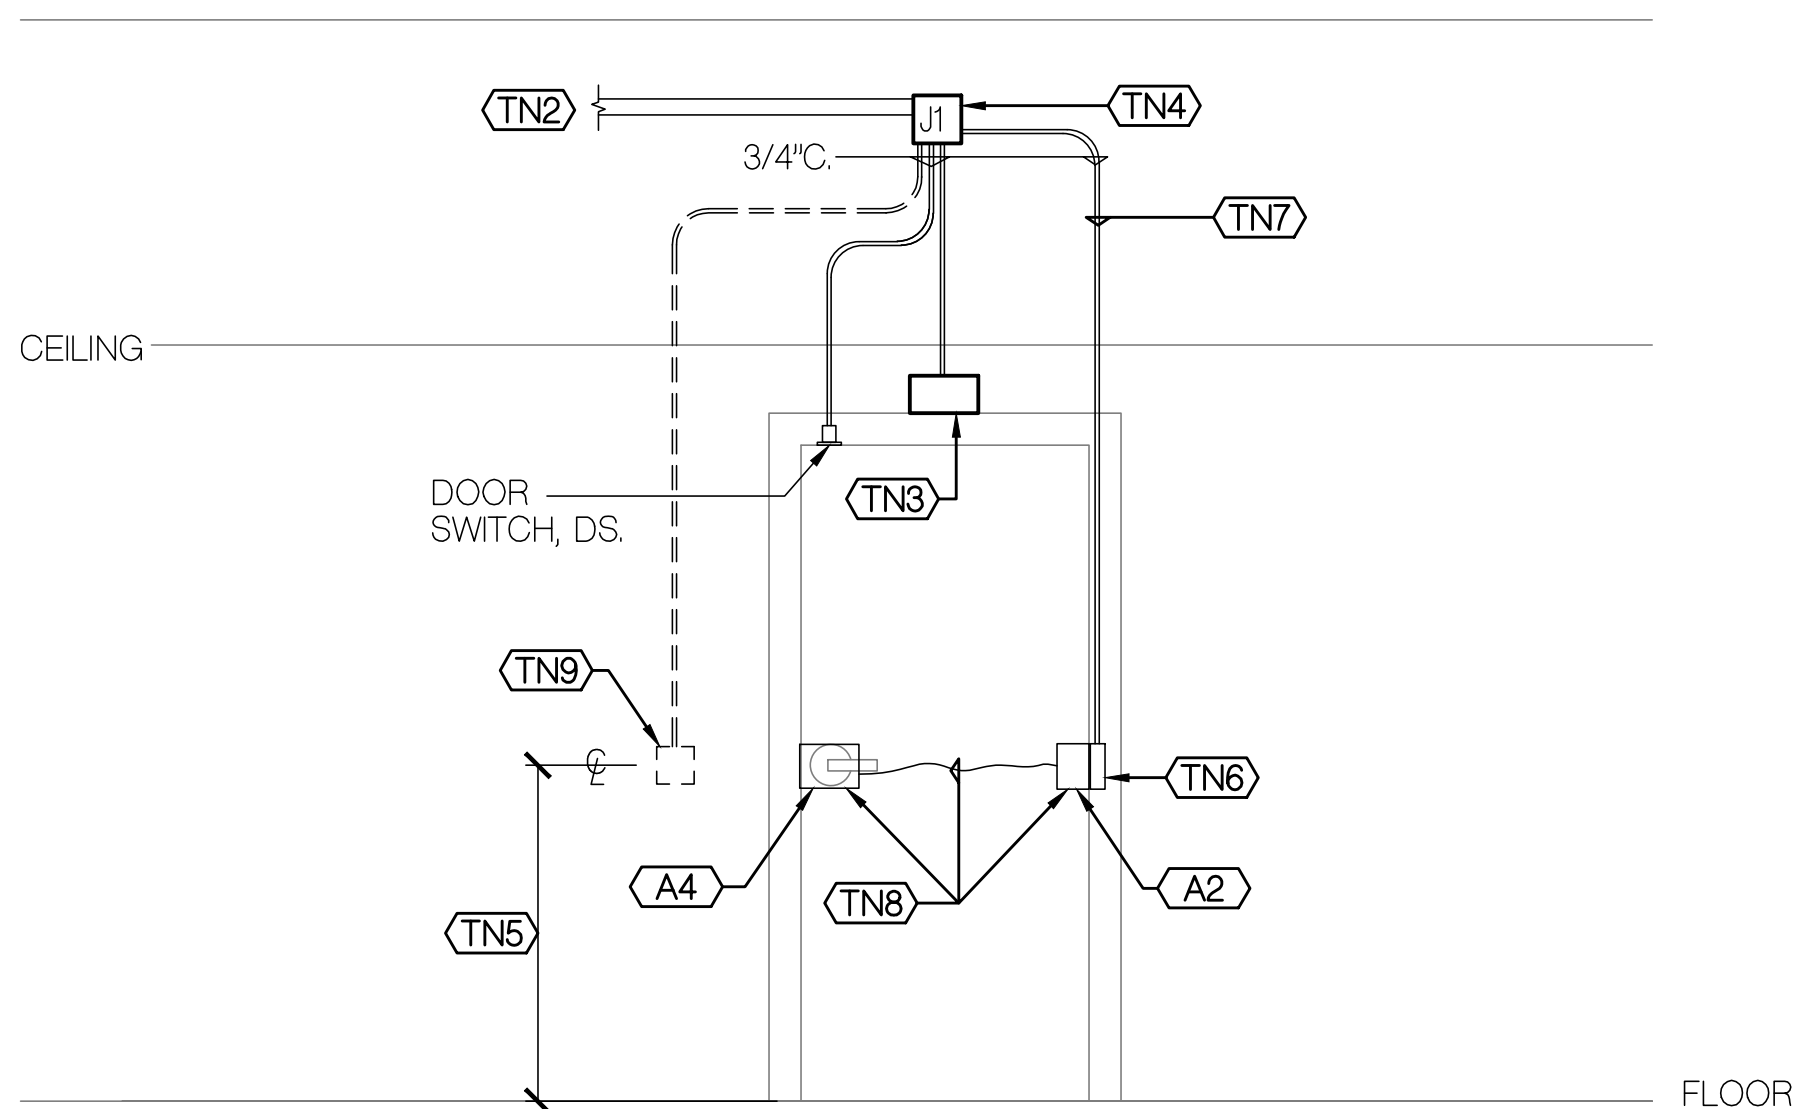 TN2
J1
TN4
3/4"C.
TN7
CEILING
DOOR
SWITCH, DS.
TN3
TN9
℄
TN6
A4
TN8
A2
TN5
FLOOR